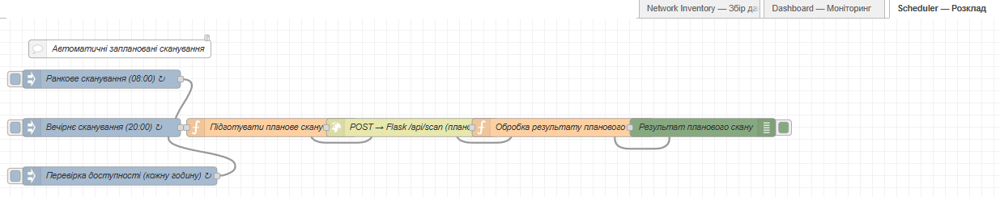 Network Inventory — Збір да
Dashboard — Моніторинг
Scheduler — Розклад
Автоматичні заплановані сканування
Ранкове сканування (08:00) ↻
Вечірнє сканування (20:00) ↻
Підготувати планове скану
POST → Flask /api/scan (план
Обробка результату планового
Результат планового скану
Перевірка доступності (кожну годину) ↻